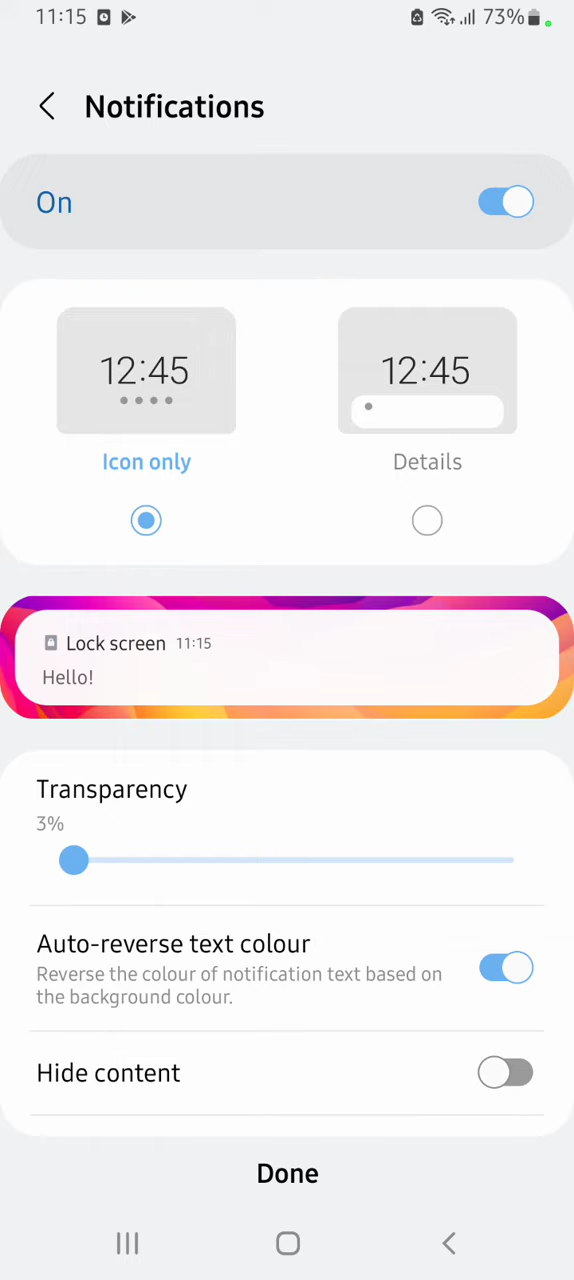 11:15 73%
Notifications
On
12:45 12:45
Icon only Details
Lock screen 11:15
Hello!
Transparency
3%
Auto-reverse text colour
Reverse the colour of notification text based on
the background colour.
Hide content
Done